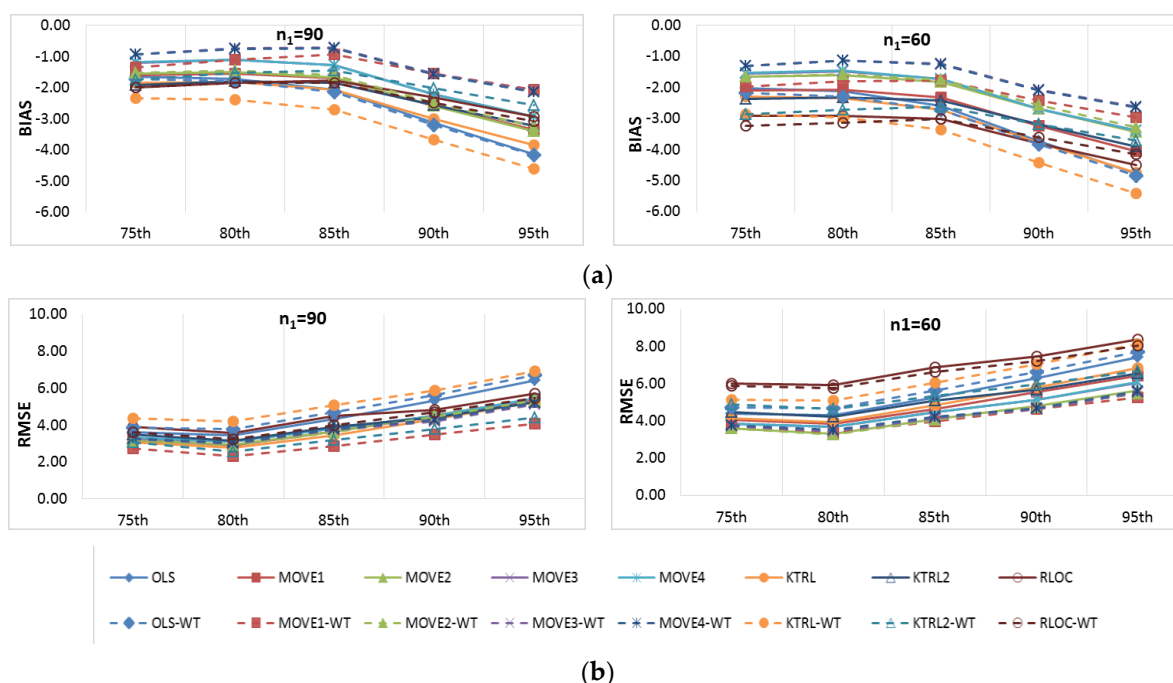 n₁=90
BIAS
0.00
-1.00
-2.00
-3.00
-4.00
-5.00
-6.00
75th 80th 85th 90th 95th
n₁=60
BIAS
0.00
-1.00
-2.00
-3.00
-4.00
-5.00
-6.00
75th 80th 85th 90th 95th
(a)
n₁=90
RMSE
10.00
8.00
6.00
4.00
2.00
0.00
75th 80th 85th 90th 95th
n1=60
RMSE
10.00
8.00
6.00
4.00
2.00
0.00
75th 80th 85th 90th 95th
OLS MOVE1 MOVE2 MOVE3 MOVE4 KTRL KTRL2 RLOC
OLS-WT MOVE1-WT MOVE2-WT MOVE3-WT MOVE4-WT KTRL-WT KTRL2-WT RLOC-WT
(b)